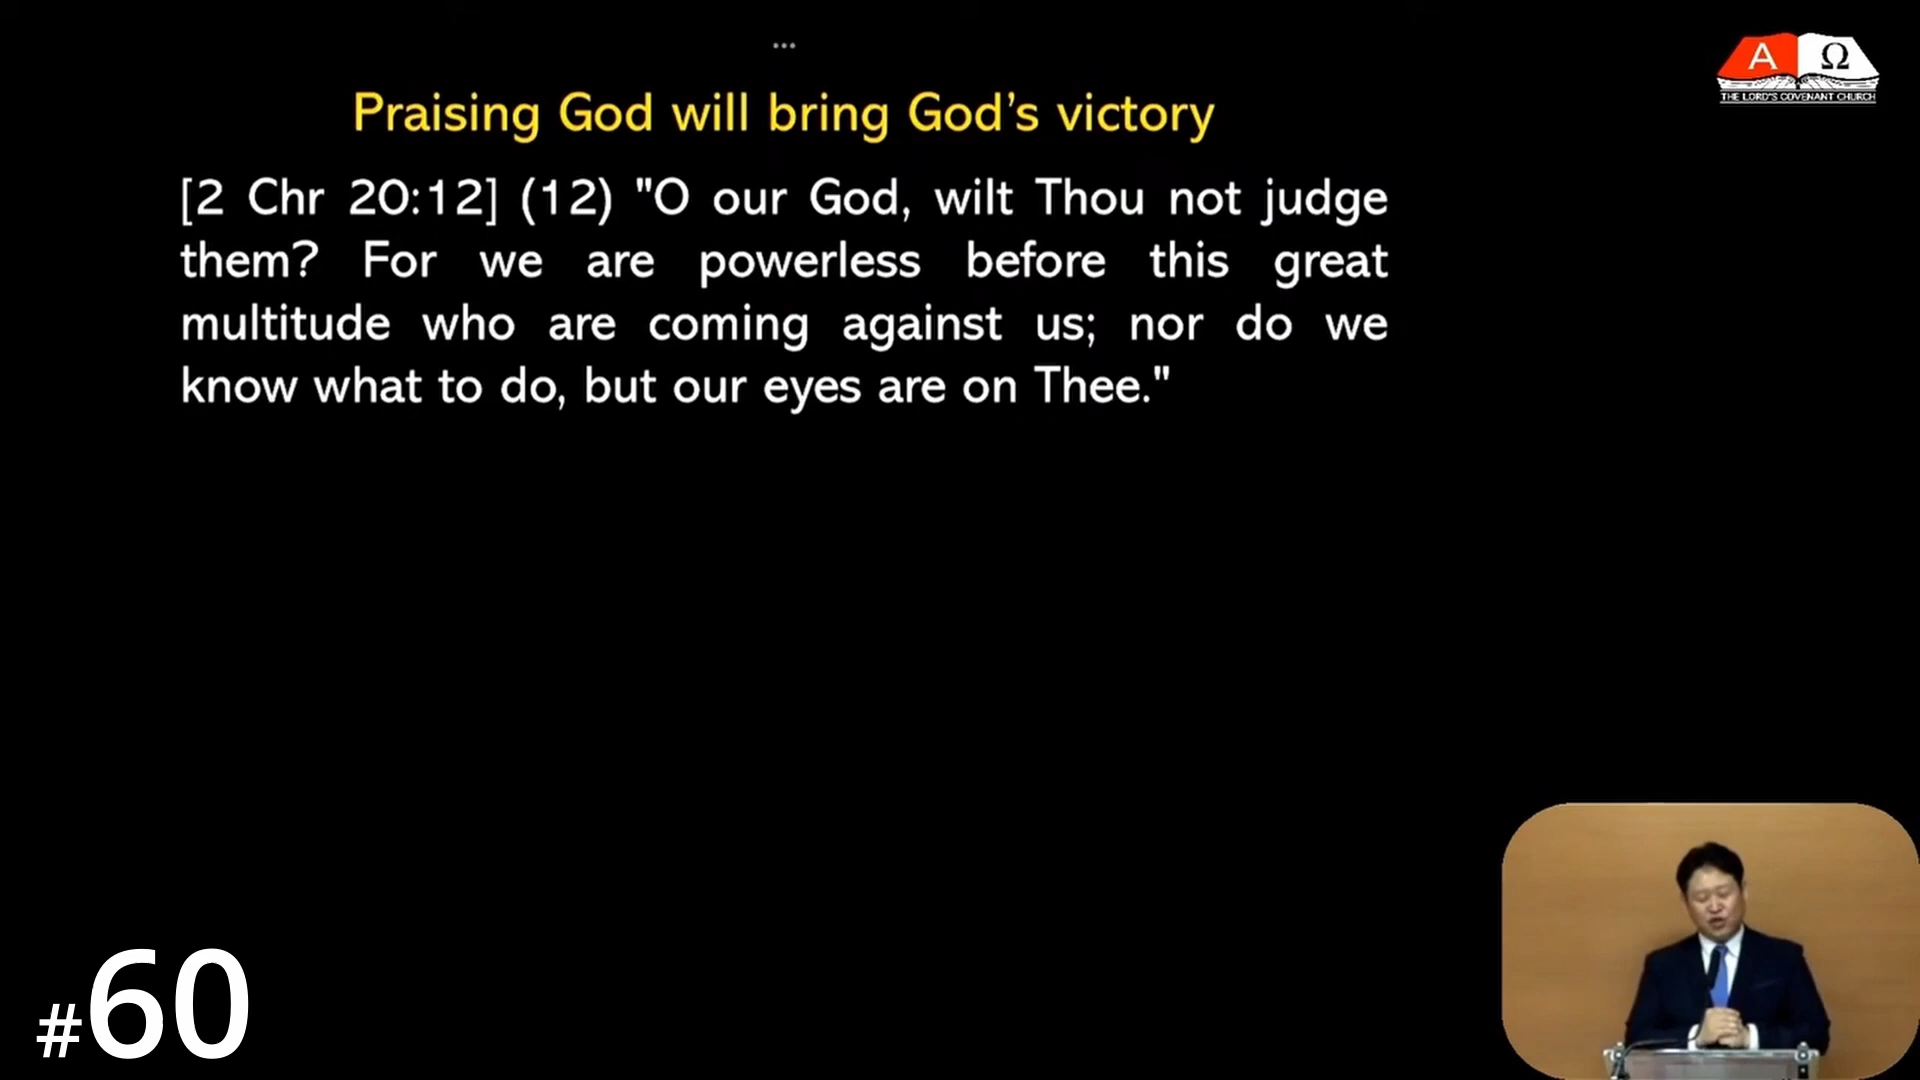 ...
A Ω
THE LORD'S COVENANT CHURCH
Praising God will bring God’s victory
[2 Chr 20:12] (12) "O our God, wilt Thou not judge
them? For we are powerless before this great
multitude who are coming against us; nor do we
know what to do, but our eyes are on Thee."
#60